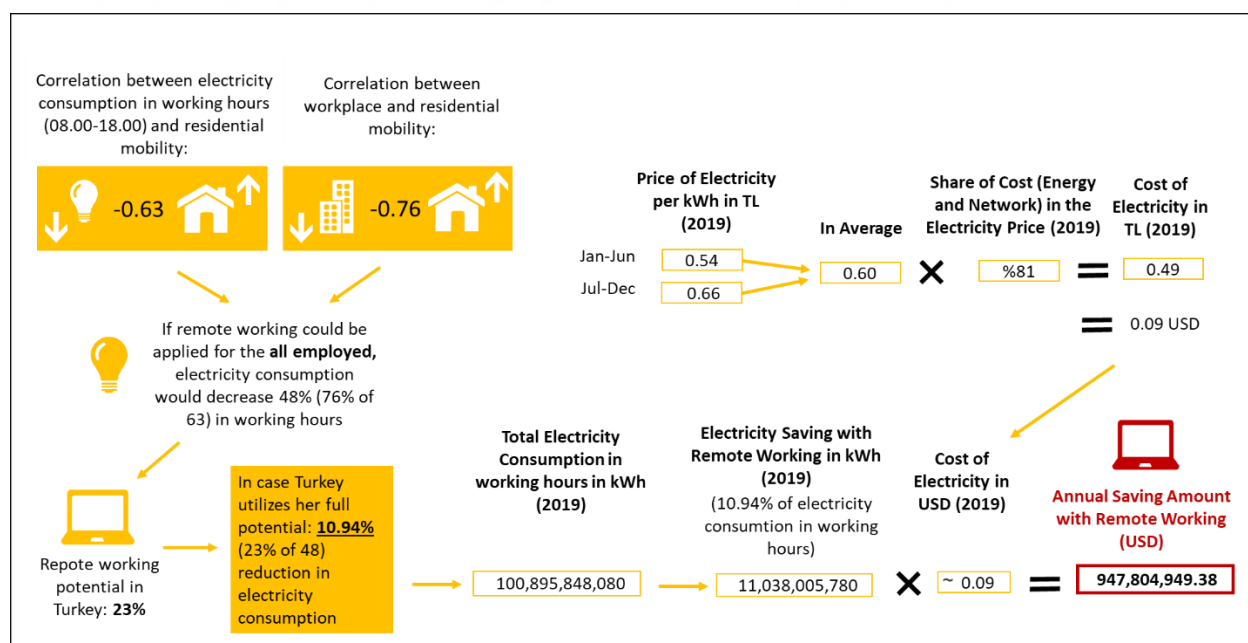 Correlation between electricity
consumption in working hours
(08.00-18.00) and residential
mobility:
-0.63
Correlation between
workplace and residential
mobility:
-0.76
If remote working could be
applied for the all employed,
electricity consumption
would decrease 48% (76% of
63) in working hours
Repote working
potential in
Turkey: 23%
In case Turkey
utilizes her full
potential: 10.94%
(23% of 48)
reduction in
electricity
consumption
Price of Electricity
per kWh in TL
(2019)
Jan-Jun
0.54
Jul-Dec
0.66
In Average
0.60
×
Share of Cost (Energy
and Network) in the
Electricity Price (2019)
%81
=
Cost of
Electricity in
TL (2019)
0.49
= 0.09 USD
Total Electricity
Consumption in
working hours in kWh
(2019)
100,895,848,080
Electricity Saving with
Remote Working in kWh
(2019)
(10.94% of electricity
consumtion in working
hours)
11,038,005,780
×
Cost of
Electricity in
USD (2019)
~ 0.09
=
Annual Saving Amount
with Remote Working
(USD)
947,804,949.38